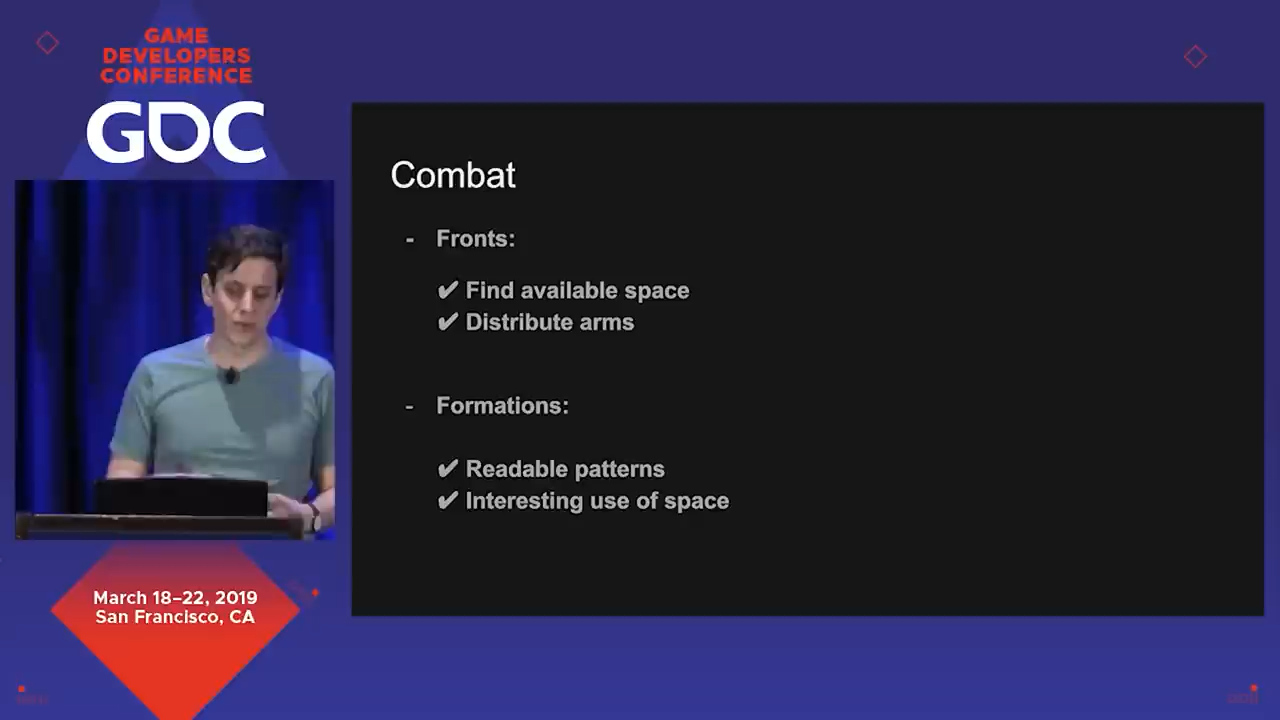 GAME
DEVELOPERS
CONFERENCE
GDC
Combat
- Fronts:
✔ Find available space
✔ Distribute arms
- Formations:
✔ Readable patterns
✔ Interesting use of space
March 18–22, 2019
San Francisco, CA